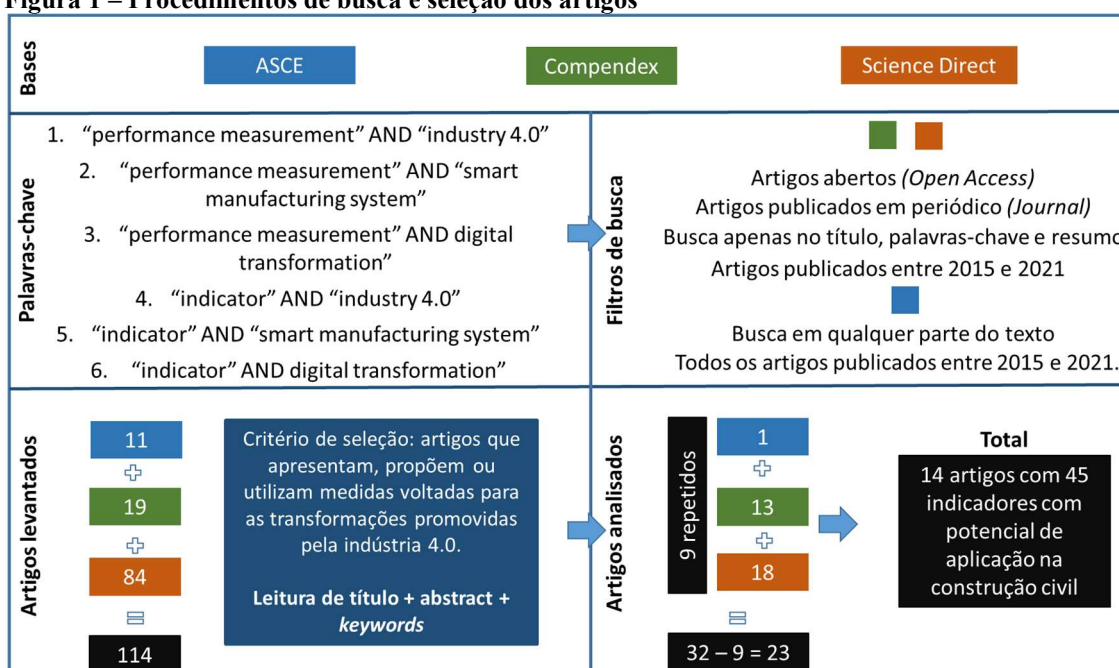 Figura 1 – Procedimentos de busca e seleção dos artigos
Bases
ASCE
Compendex
Science Direct
Palavras-chave
1. “performance measurement” AND “industry 4.0”
2. “performance measurement” AND “smart
manufacturing system”
3. “performance measurement” AND digital
transformation”
4. “indicator” AND “industry 4.0”
5. “indicator” AND “smart manufacturing system”
6. “indicator” AND digital transformation”
Filtros de busca
Artigos abertos (Open Access)
Artigos publicados em periódico (Journal)
Busca apenas no título, palavras-chave e resumo
Artigos publicados entre 2015 e 2021
Busca em qualquer parte do texto
Todos os artigos publicados entre 2015 e 2021.
Artigos levantados
11
19
84
114
Critério de seleção: artigos que
apresentam, propõem ou
utilizam medidas voltadas para
as transformações promovidas
pela indústria 4.0.
Leitura de título + abstract +
keywords
Artigos analisados
9 repetidos
1
13
18
32 – 9 = 23
Total
14 artigos com 45
indicadores com
potencial de
aplicação na
construção civil